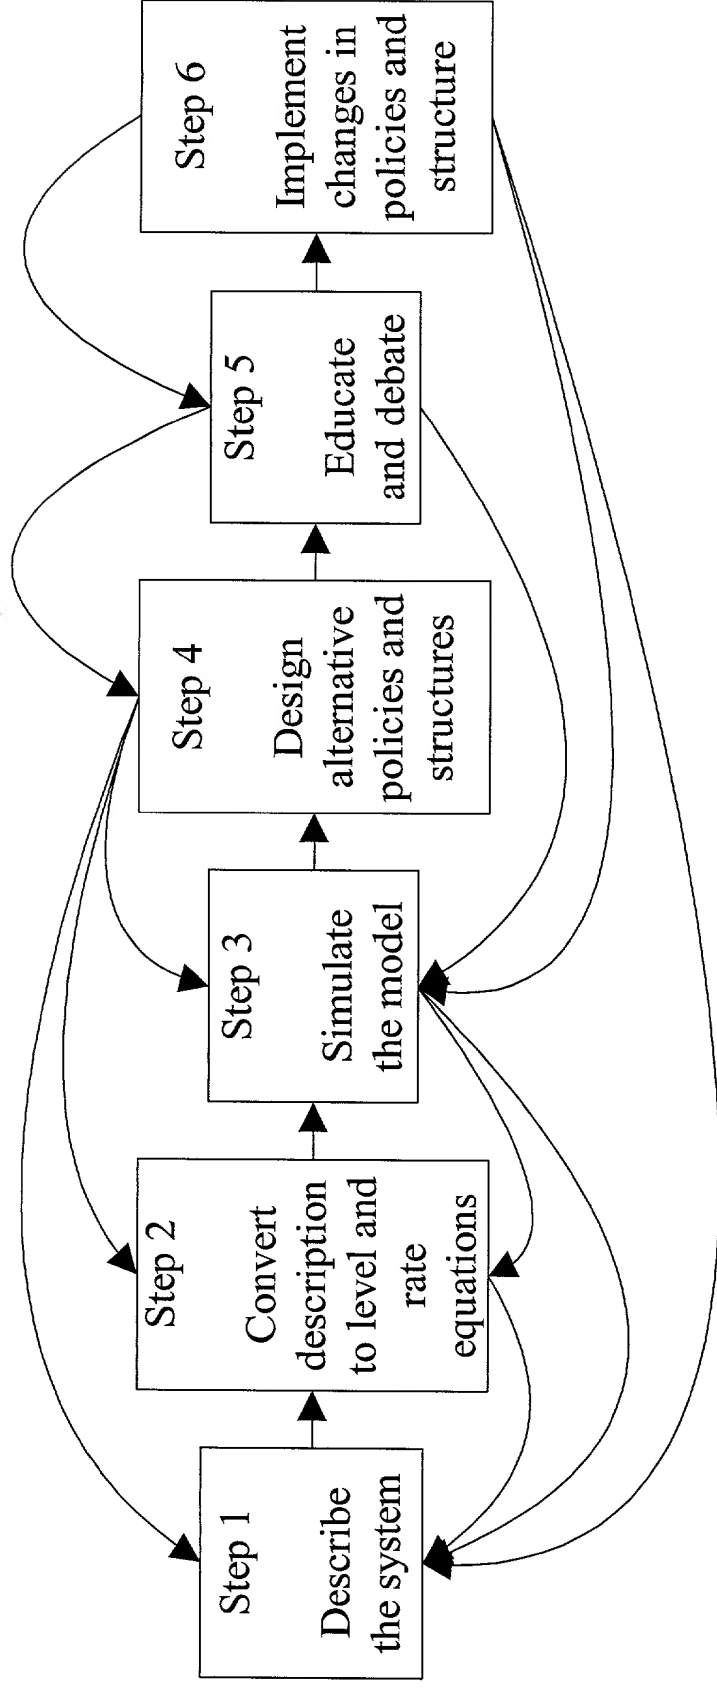 Step 1
Describe
the system
Step 2
Convert
description
to level and
rate
equations
Step 3
Simulate
the model
Step 4
Design
alternative
policies and
structures
Step 5
Educate
and debate
Step 6
Implement
changes in
policies and
structure